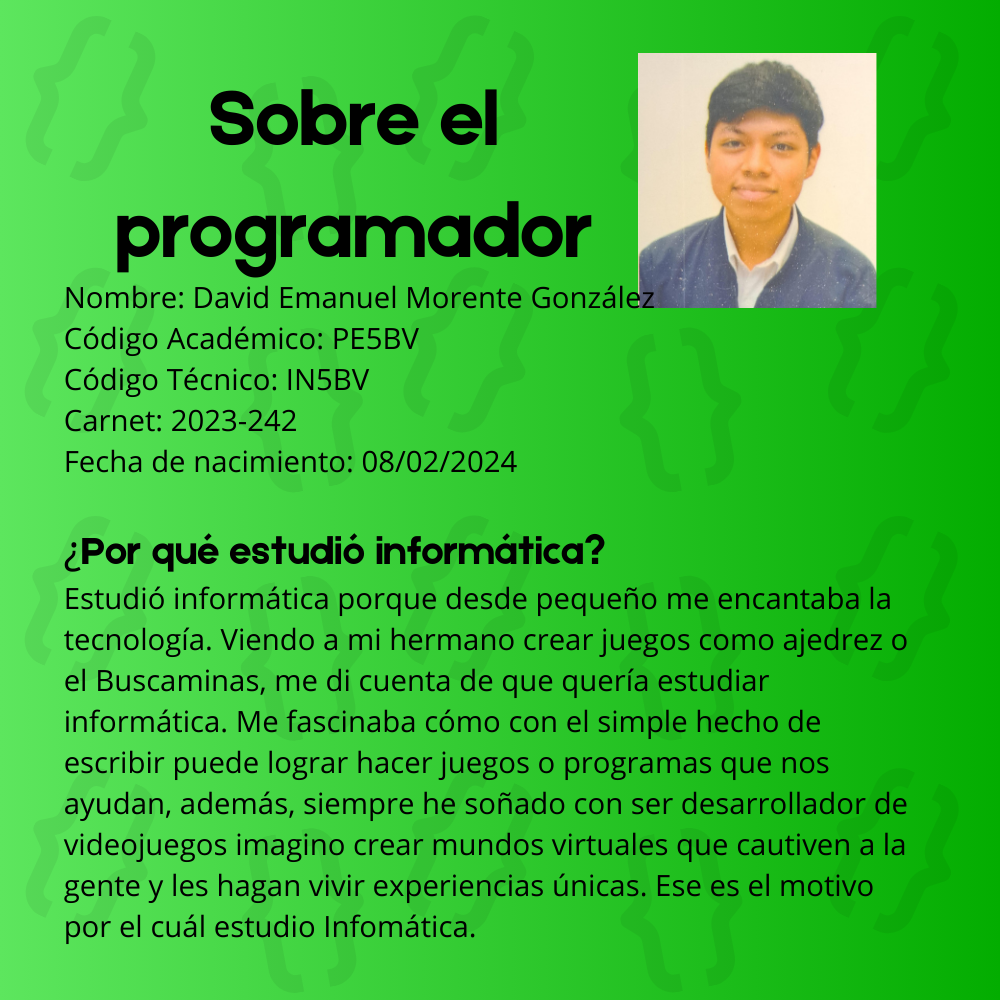 Sobre el
programador
Nombre: David Emanuel Morente González
Código Académico: PE5BV
Código Técnico: IN5BV
Carnet: 2023-242
Fecha de nacimiento: 08/02/2024
¿Por qué estudió informática?
Estudió informática porque desde pequeño me encantaba la
tecnología. Viendo a mi hermano crear juegos como ajedrez o
el Buscaminas, me di cuenta de que quería estudiar
informática. Me fascinaba cómo con el simple hecho de
escribir puede lograr hacer juegos o programas que nos
ayudan, además, siempre he soñado con ser desarrollador de
videojuegos imagino crear mundos virtuales que cautiven a la
gente y les hagan vivir experiencias únicas. Ese es el motivo
por el cuál estudio Infomática.